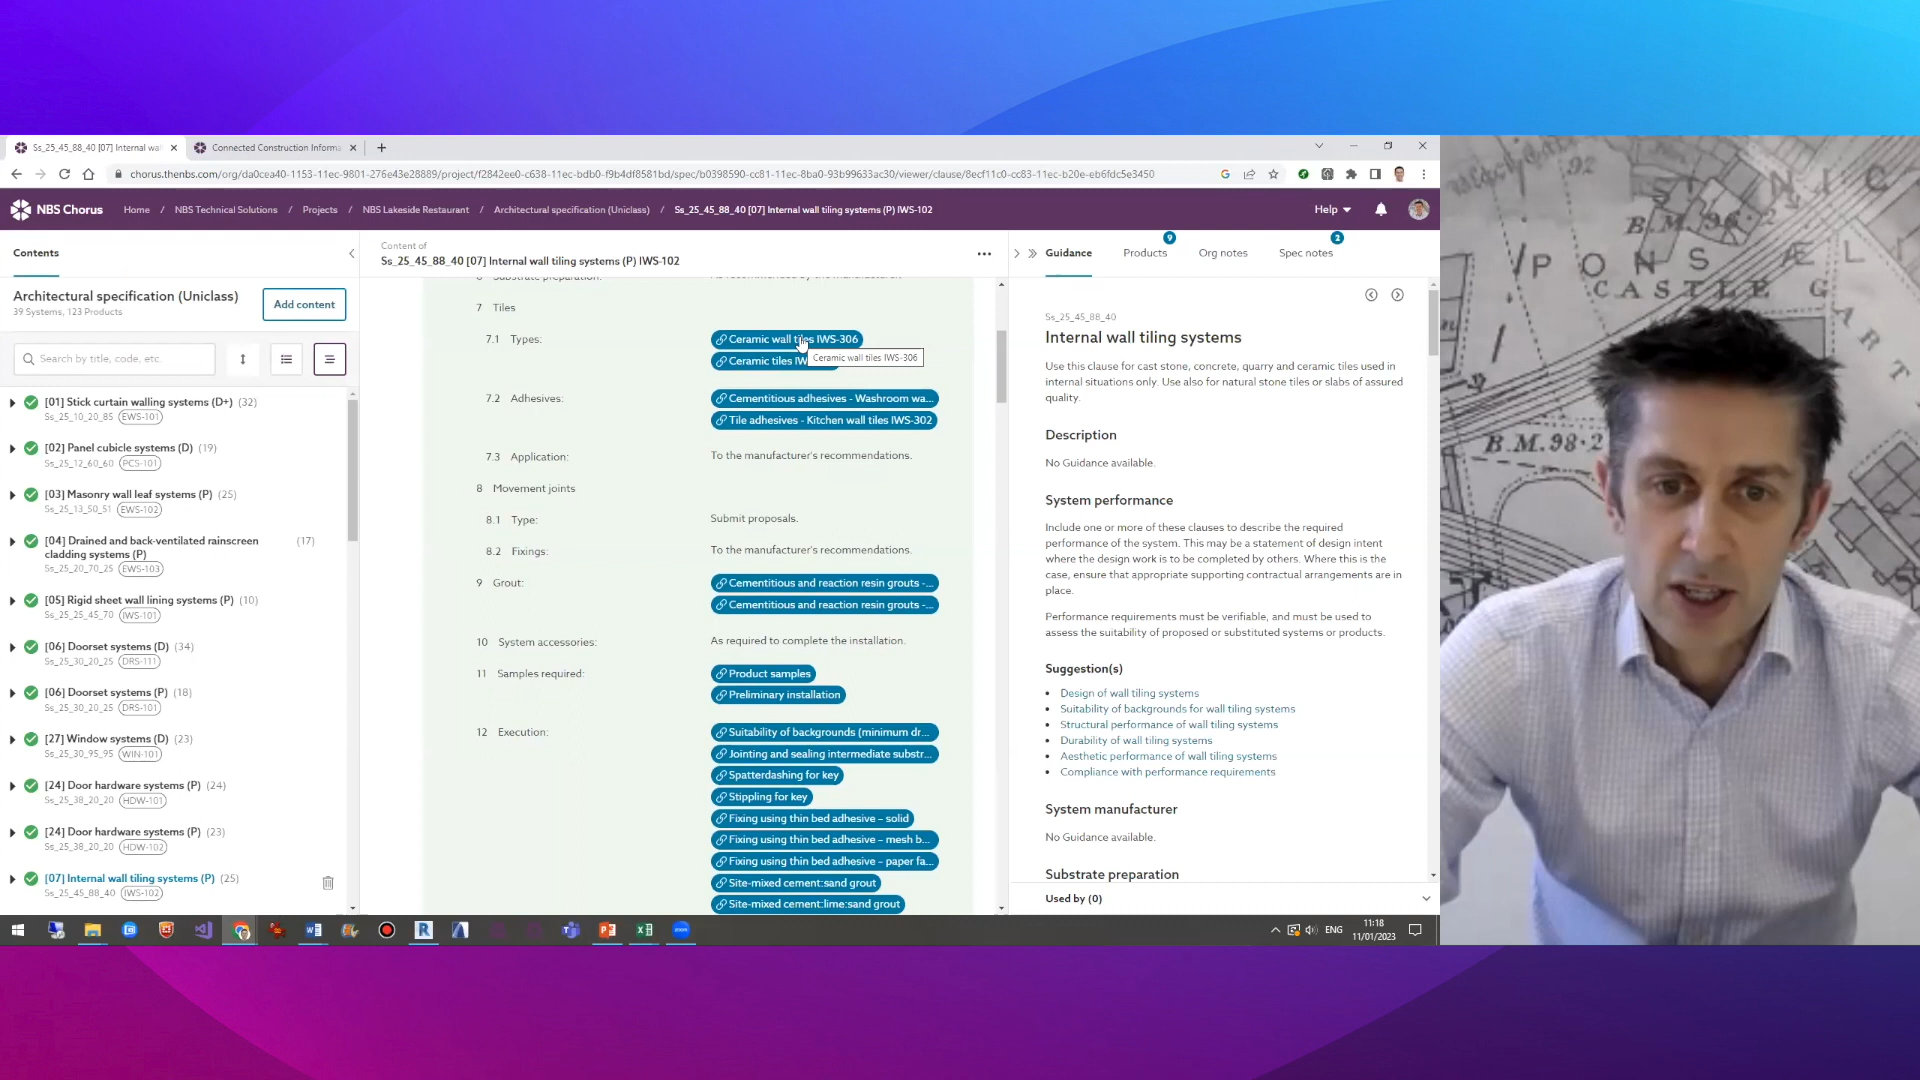 Ss_25_45_88_40 [07] Internal wa
Connected Construction Informa
chorus.thenbs.com/org/da0cea40-1153-11ec-9801-276e43e28889/project/f2842ee0-c638-11ec-bdb0-f9b4df8581bd/spec/b0398590-cc81-11ec-8ba0-93b99633ac30/viewer/clause/8ecf11c0-cc83-11ec-b20e-eb6fdc5e3450
NBS Chorus
Home / NBS Technical Solutions / Projects / NBS Lakeside Restaurant / Architectural specification (Uniclass) / Ss_25_45_88_40 [07] Internal wall tiling systems (P) IWS-102
Help
Contents
Architectural specification (Uniclass)
39 Systems, 123 Products
Add content
Search by title, code, etc.
[01] Stick curtain walling systems (D+) (32)
Ss_25_10_20_85 EWS-101
[02] Panel cubicle systems (D) (19)
Ss_25_12_60_60 PCS-101
[03] Masonry wall leaf systems (P) (25)
Ss_25_13_50_51 EWS-102
[04] Drained and back-ventilated rainscreen cladding systems (P) (17)
Ss_25_20_70_25 EWS-103
[05] Rigid sheet wall lining systems (P) (10)
Ss_25_25_45_70 IWS-101
[06] Doorset systems (D) (34)
Ss_25_30_20_25 DRS-111
[06] Doorset systems (P) (18)
Ss_25_30_20_25 DRS-101
[27] Window systems (D) (23)
Ss_25_30_95_95 WIN-101
[24] Door hardware systems (P) (24)
Ss_25_38_20_20 HDW-101
[24] Door hardware systems (P) (23)
Ss_25_38_20_20 HDW-102
[07] Internal wall tiling systems (P) (25)
Ss_25_45_88_40 IWS-102
Content of
Ss_25_45_88_40 [07] Internal wall tiling systems (P) IWS-102
7 Tiles
7.1 Types:
Ceramic wall tiles IWS-306
Ceramic tiles IW
Ceramic wall tiles IWS-306
7.2 Adhesives:
Cementitious adhesives - Washroom wa...
Tile adhesives - Kitchen wall tiles IWS-302
7.3 Application: To the manufacturer's recommendations.
8 Movement joints
8.1 Type: Submit proposals.
8.2 Fixings: To the manufacturer's recommendations.
9 Grout:
Cementitious and reaction resin grouts -...
Cementitious and reaction resin grouts -...
10 System accessories: As required to complete the installation.
11 Samples required:
Product samples
Preliminary installation
12 Execution:
Suitability of backgrounds (minimum dr...
Jointing and sealing intermediate substr...
Spatterdashing for key
Stippling for key
Fixing using thin bed adhesive – solid
Fixing using thin bed adhesive – mesh b...
Fixing using thin bed adhesive – paper fa...
Site-mixed cement:sand grout
Site-mixed cement:lime:sand grout
Guidance
Products 9
Org notes
Spec notes 2
Ss_25_45_88_40
Internal wall tiling systems
Use this clause for cast stone, concrete, quarry and ceramic tiles used in
internal situations only. Use also for natural stone tiles or slabs of assured
quality.
Description
No Guidance available.
System performance
Include one or more of these clauses to describe the required
performance of the system. This may be a statement of design intent
where the design work is to be completed by others. Where this is the
case, ensure that appropriate supporting contractual arrangements are in
place.
Performance requirements must be verifiable, and must be used to
assess the suitability of proposed or substituted systems or products.
Suggestion(s)
Design of wall tiling systems
Suitability of backgrounds for wall tiling systems
Structural performance of wall tiling systems
Durability of wall tiling systems
Aesthetic performance of wall tiling systems
Compliance with performance requirements
System manufacturer
No Guidance available.
Substrate preparation
Used by (0)
ENG
11:18
11/01/2023
PONS ÆL
CASTLE G
B.M. 98·2